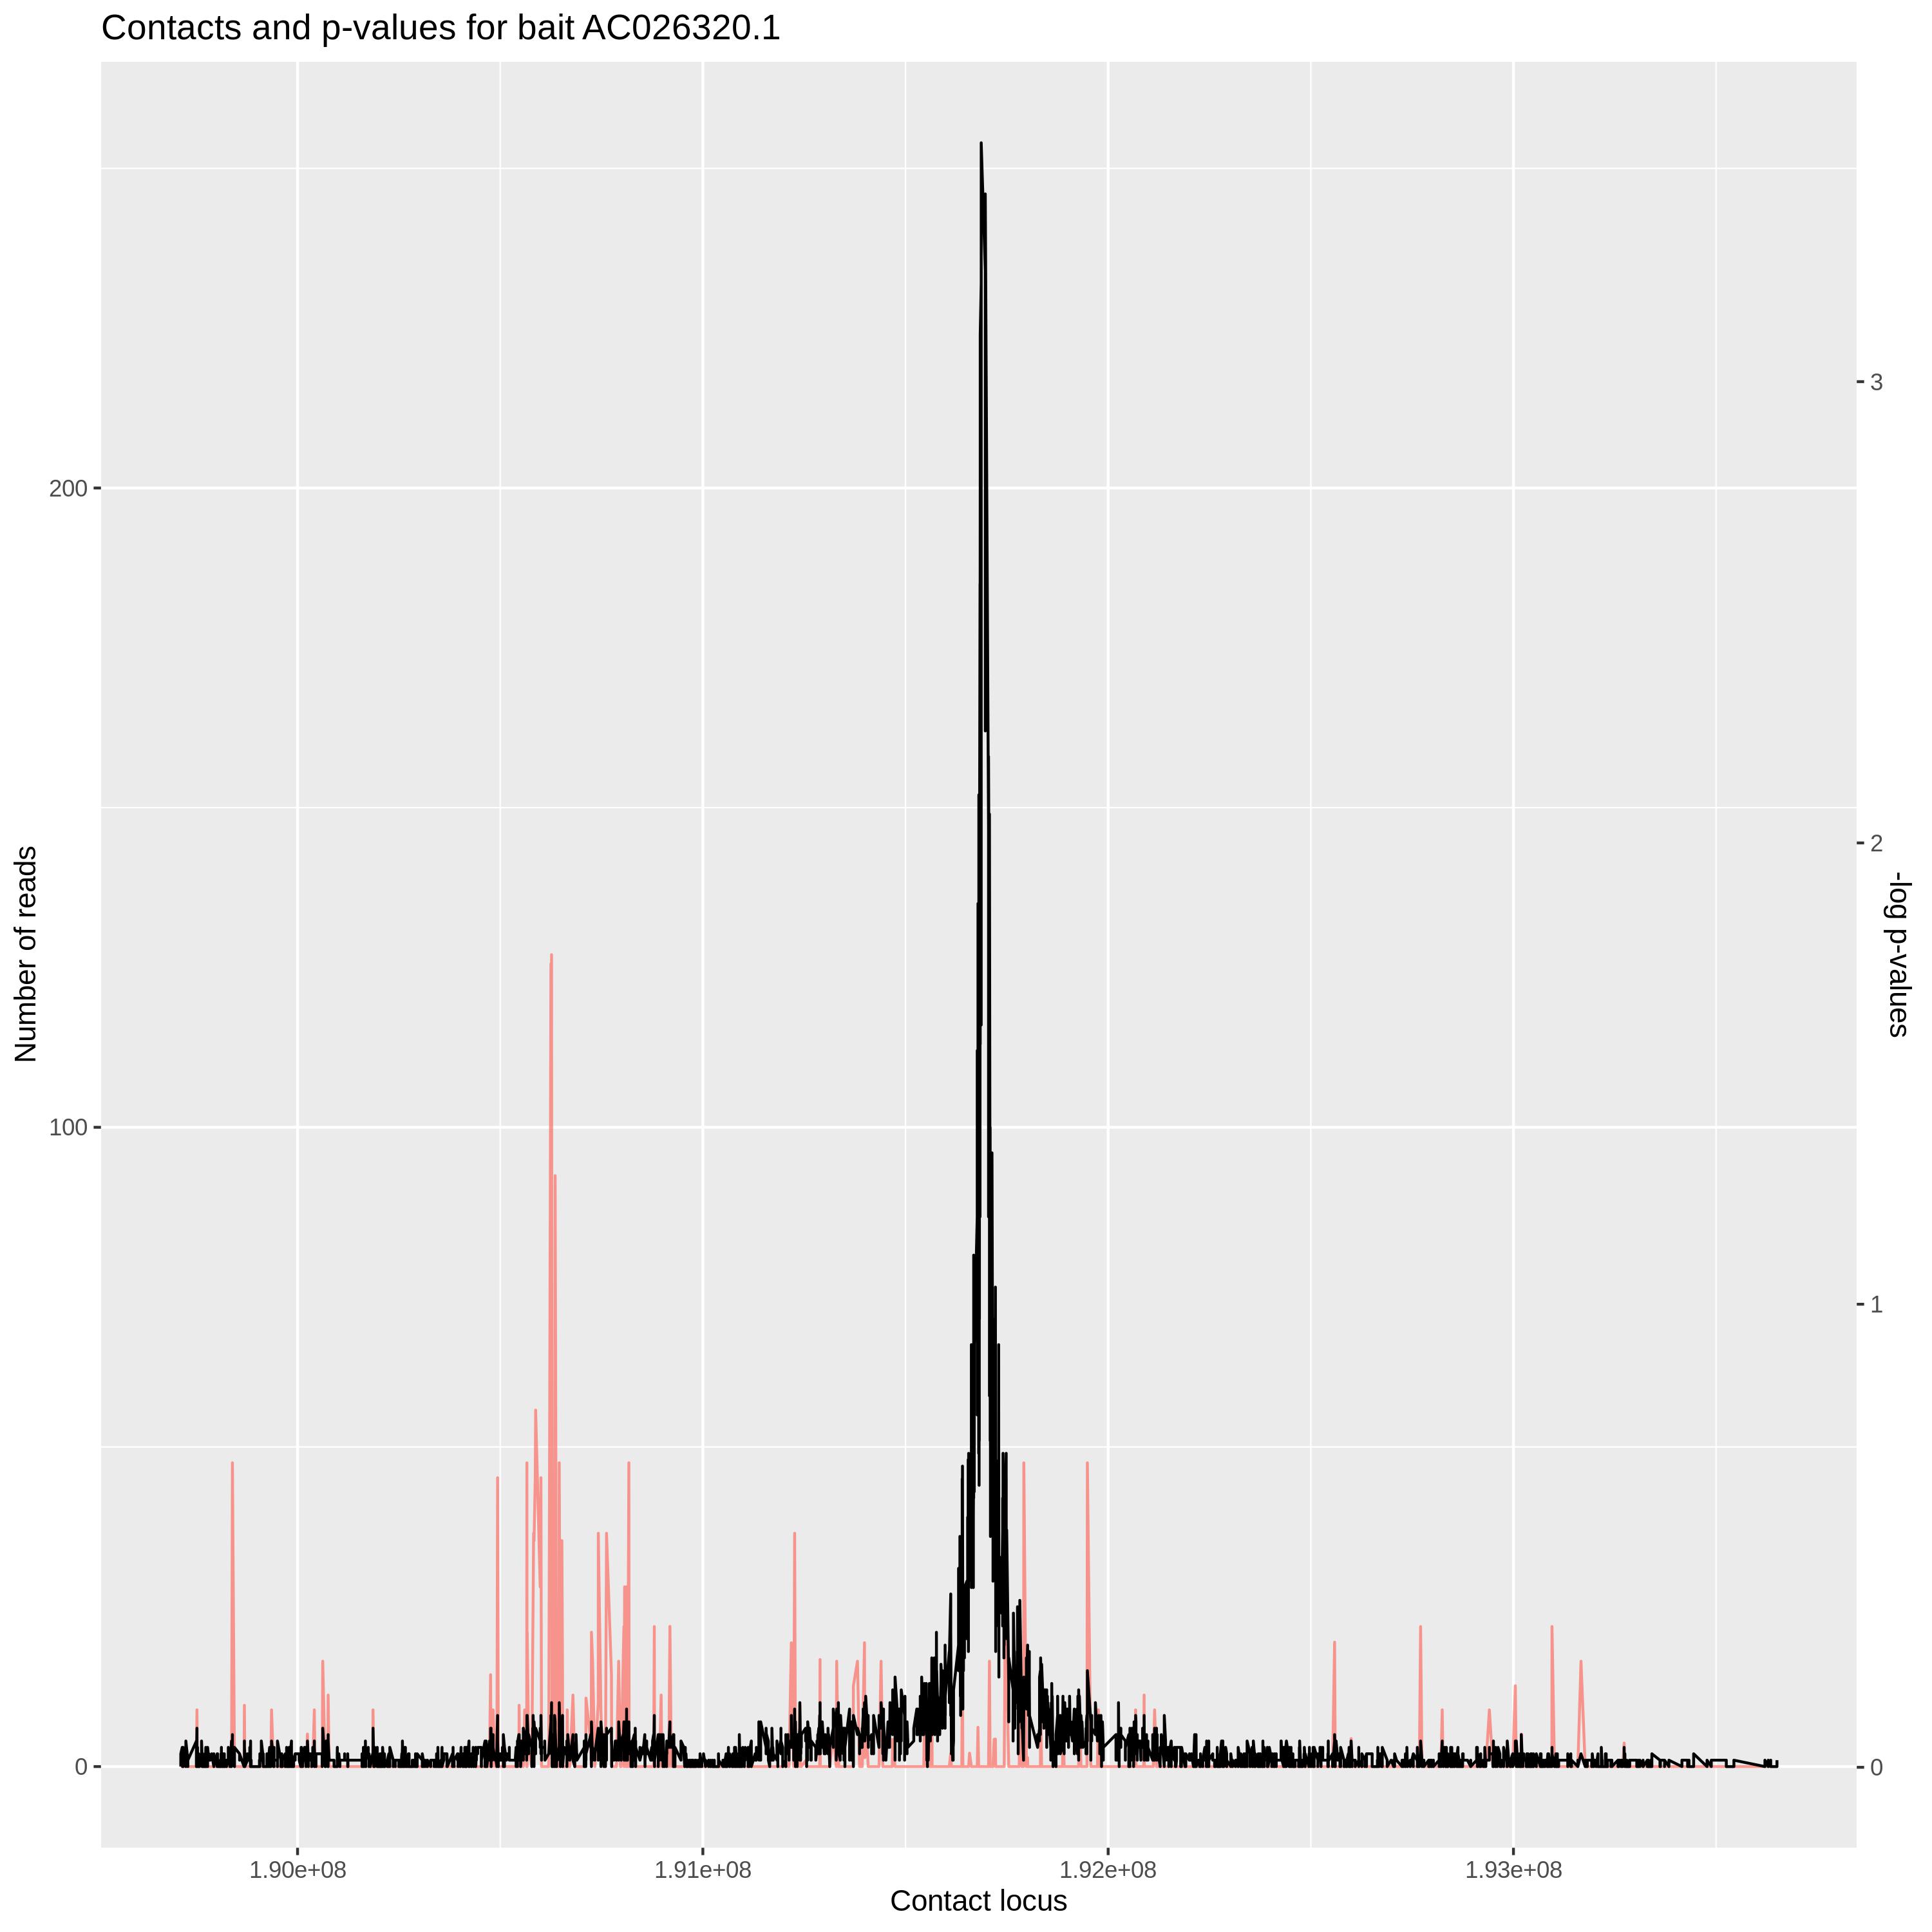 Contacts and p-values for bait AC026320.1
Number of reads
200
100
0
3
2
1
0
-log p-values
1.90e+08 1.91e+08 1.92e+08 1.93e+08
Contact locus